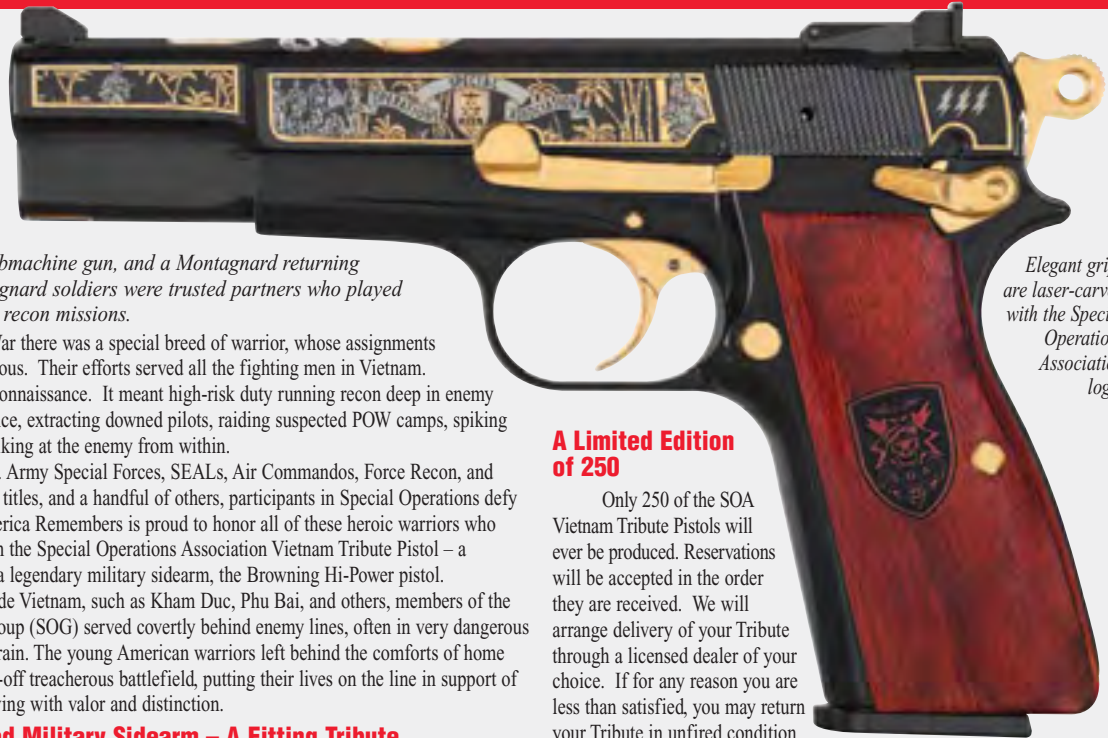 SPECIAL
bmachine gun, and a Montagnard returning
gnard soldiers were trusted partners who played
recon missions.
ar there was a special breed of warrior, whose assignments
ous. Their efforts served all the fighting men in Vietnam.
onnaissance. It meant high-risk duty running recon deep in enemy
ce, extracting downed pilots, raiding suspected POW camps, spiking
king at the enemy from within.
. Army Special Forces, SEALs, Air Commandos, Force Recon, and
titles, and a handful of others, participants in Special Operations defy
erica Remembers is proud to honor all of these heroic warriors who
n the Special Operations Association Vietnam Tribute Pistol – a
a legendary military sidearm, the Browning Hi-Power pistol.
de Vietnam, such as Kham Duc, Phu Bai, and others, members of the
oup (SOG) served covertly behind enemy lines, often in very dangerous
rain. The young American warriors left behind the comforts of home
-off treacherous battlefield, putting their lives on the line in support of
ving with valor and distinction.
d Military Sidearm – A Fitting Tribute
A Limited Edition
of 250
Only 250 of the SOA
Vietnam Tribute Pistols will
ever be produced. Reservations
will be accepted in the order
they are received. We will
arrange delivery of your Tribute
through a licensed dealer of your
choice. If for any reason you are
less than satisfied, you may return
your Tribute in unfired condition
Elegant grip
are laser-carv
with the Speci
Operatio
Associatio
log